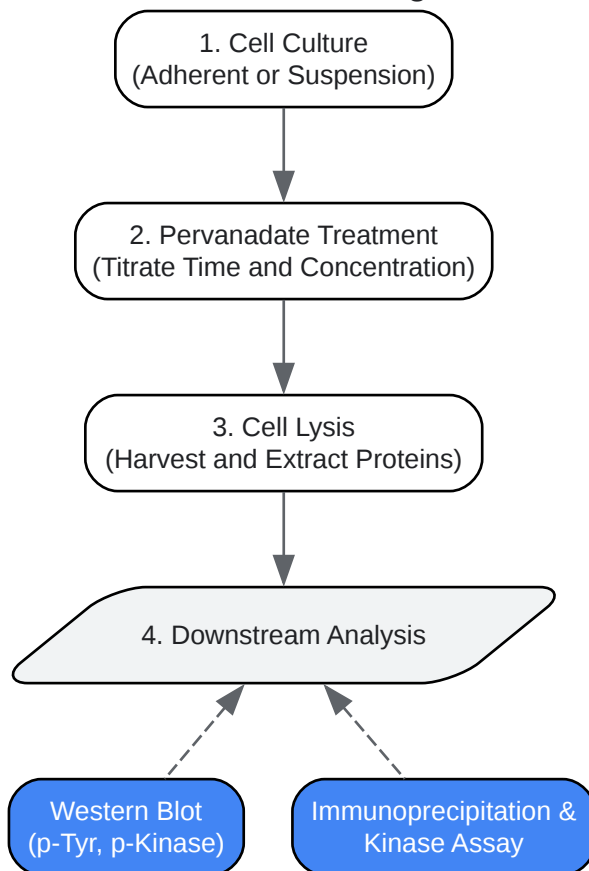 1. Cell Culture
(Adherent or Suspension)
2. Pervanadate Treatment
(Titrate Time and Concentration)
3. Cell Lysis
(Harvest and Extract Proteins)
4. Downstream Analysis
Western Blot
(p-Tyr, p-Kinase)
Immunoprecipitation &
Kinase Assay